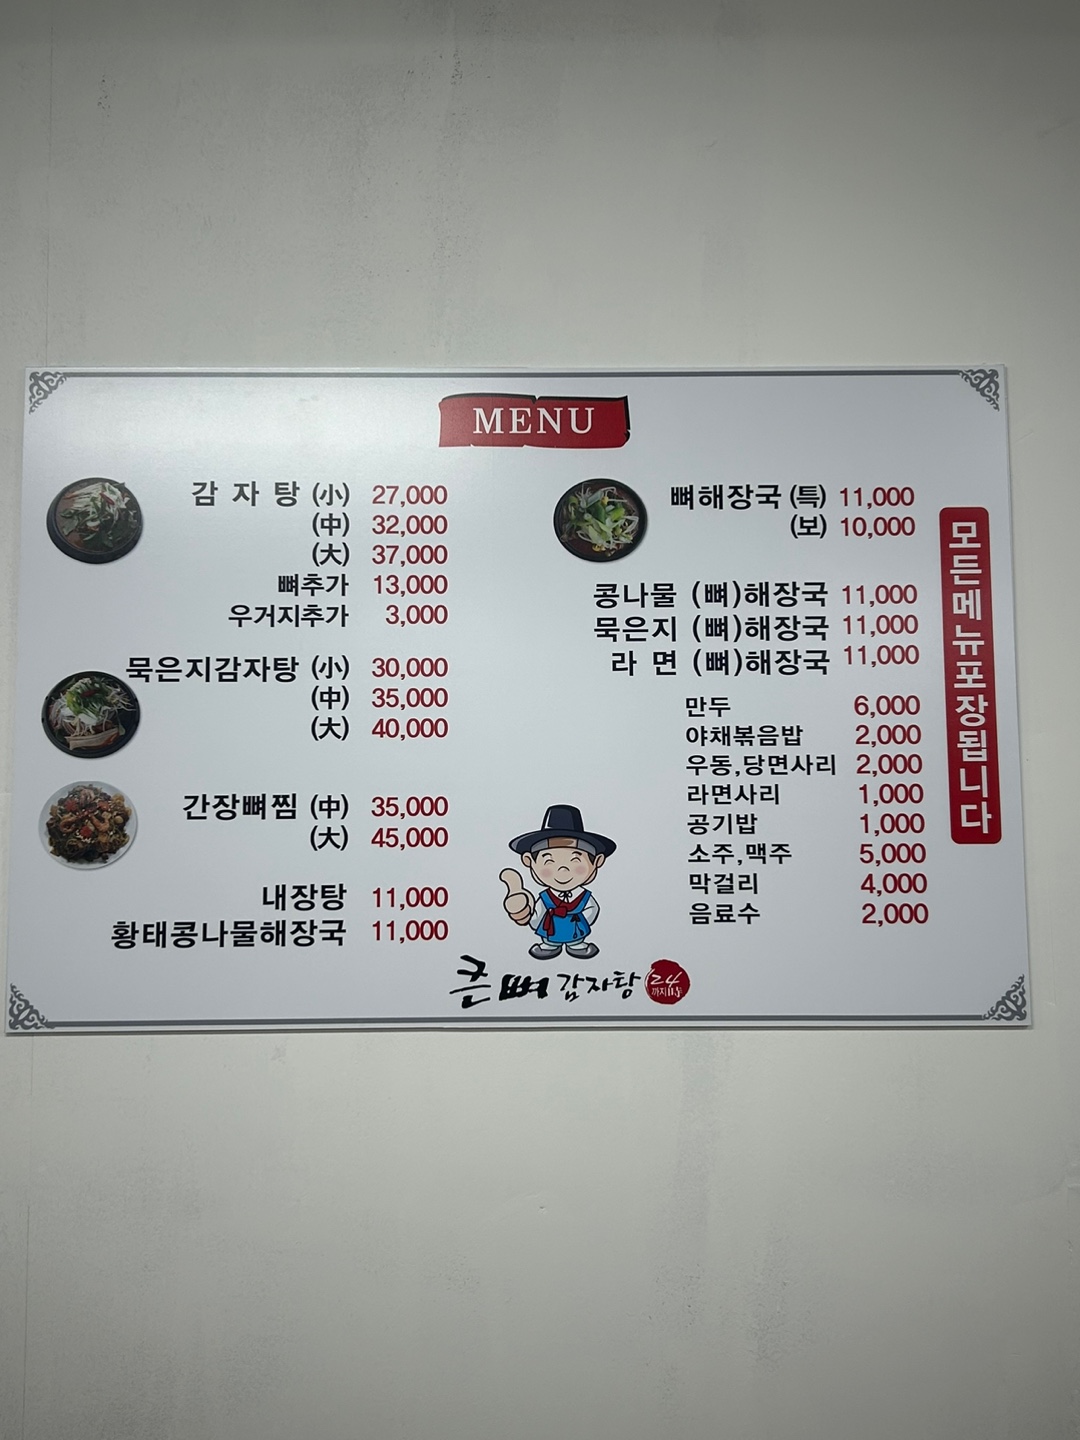 MENU
감 자 탕 (小) 27,000
(中) 32,000
(大) 37,000
뼈추가 13,000
우거지추가 3,000
묵은지감자탕 (小) 30,000
(中) 35,000
(大) 40,000
간장뼈찜 (中) 35,000
(大) 45,000
내장탕 11,000
황태콩나물해장국 11,000
뼈해장국 (特) 11,000
(보) 10,000
콩나물 (뼈)해장국 11,000
묵은지 (뼈)해장국 11,000
라 면 (뼈)해장국 11,000
만두 6,000
야채볶음밥 2,000
우동,당면사리 2,000
라면사리 1,000
공기밥 1,000
소주,맥주 5,000
막걸리 4,000
음료수 2,000
모든메뉴포장됩니다
큰뼈감자탕
24
까지